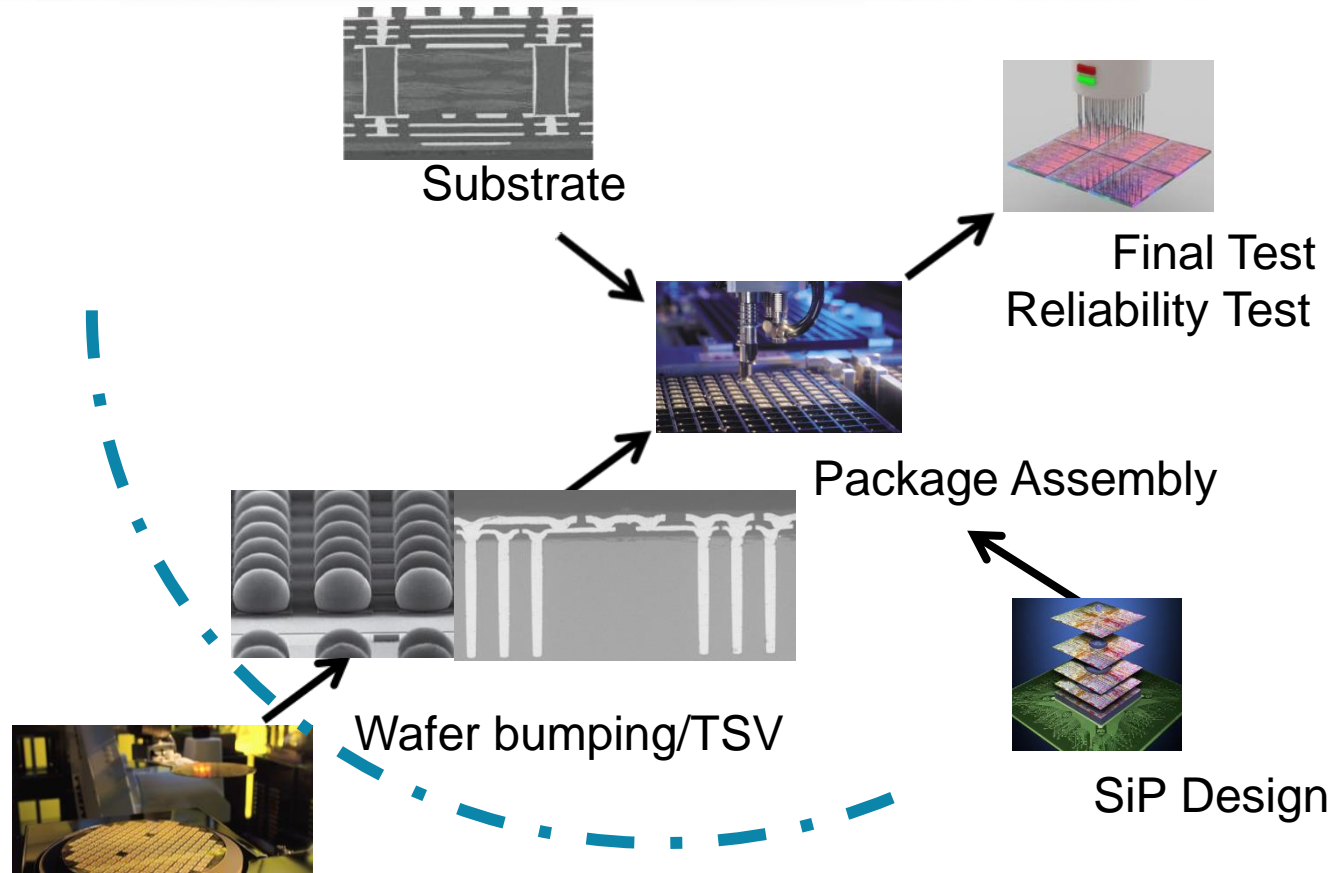 Substrate
Final Test
Reliability Test
Package Assembly
Wafer bumping/TSV
SiP Design